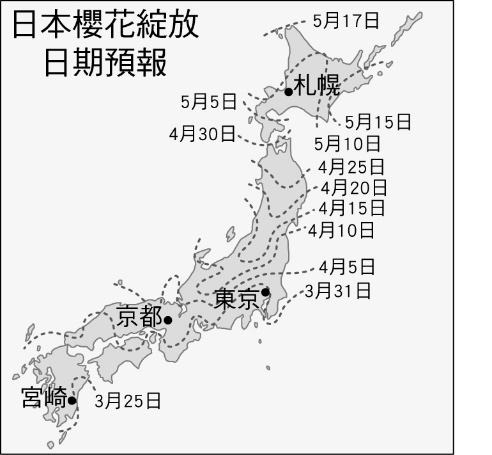 日本櫻花綻放
日期預報
5月17日
札幌
5月5日
5月15日
4月30日
5月10日
4月25日
4月20日
4月15日
4月10日
4月5日
東京
3月31日
京都
宮崎
3月25日